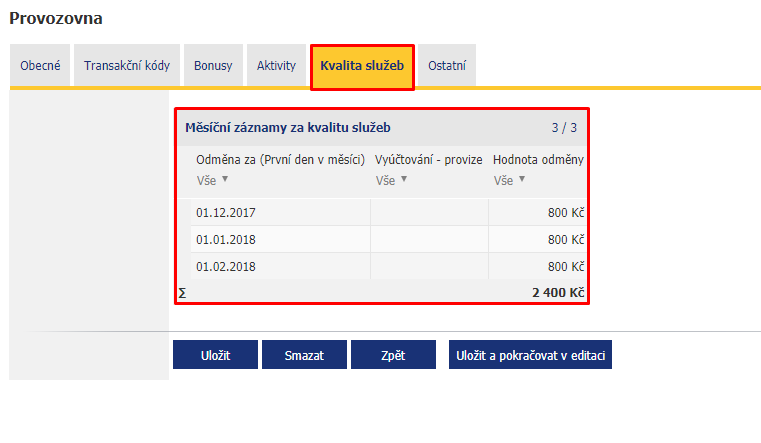 Provozovna
Obecné Transakční kódy Bonusy Aktivity Kvalita služeb Ostatní
Měsíční záznamy za kvalitu služeb 3 / 3
Odměna za (První den v měsíci) Vyúčtování - provize Hodnota odměny
Vše ▼ Vše ▼ Vše ▼
01.12.2017 800 Kč
01.01.2018 800 Kč
01.02.2018 800 Kč
Σ 2 400 Kč
Uložit Smazat Zpět Uložit a pokračovat v editaci